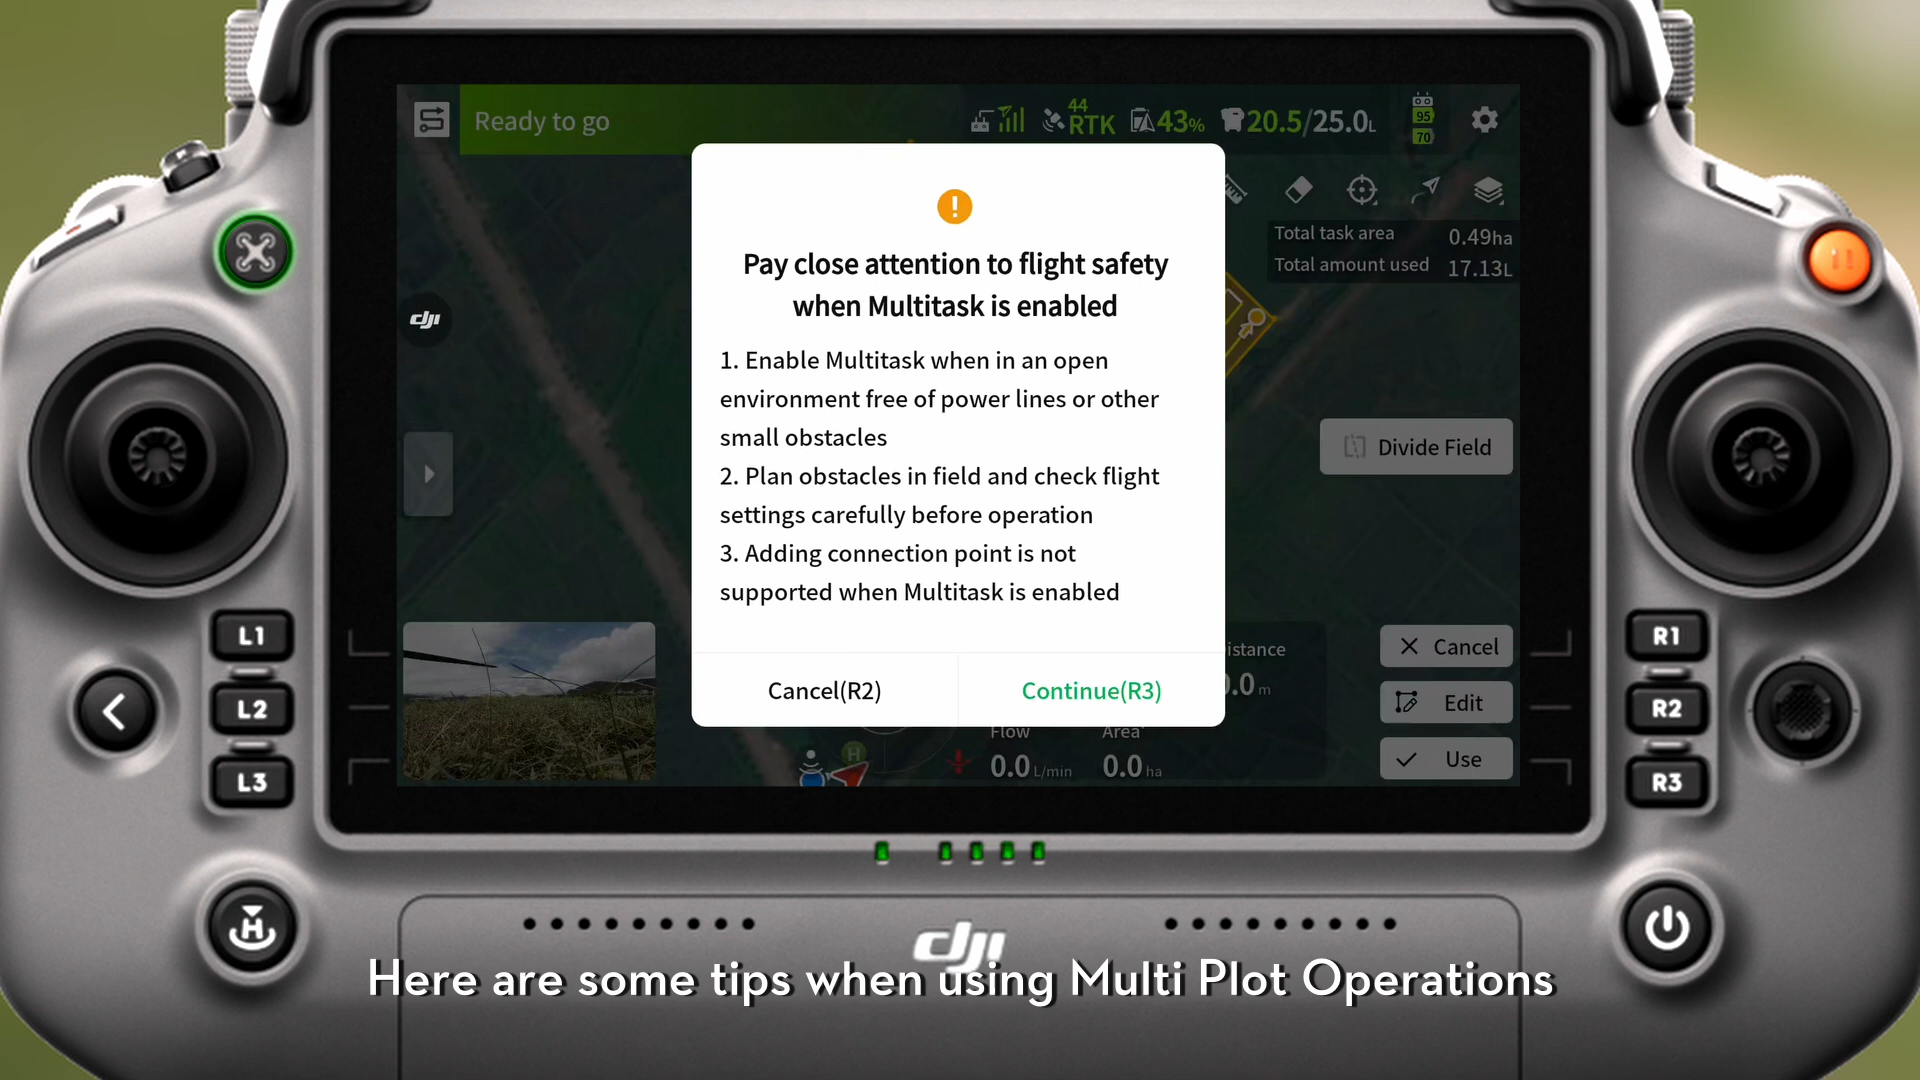 Ready to go
44
RTK
43%
20.5/25.0L
95
70
Total task area 0.49ha
Total amount used 17.13L
dji
Pay close attention to flight safety
when Multitask is enabled
1. Enable Multitask when in an open
environment free of power lines or other
small obstacles
2. Plan obstacles in field and check flight
settings carefully before operation
3. Adding connection point is not
supported when Multitask is enabled
Cancel(R2)
Continue(R3)
Divide Field
istance
.0 m
Cancel
Edit
Use
Flow
0.0 L/min
Area
0.0 ha
H
L1
L2
L3
R1
R2
R3
H
dji
Here are some tips when using Multi Plot Operations